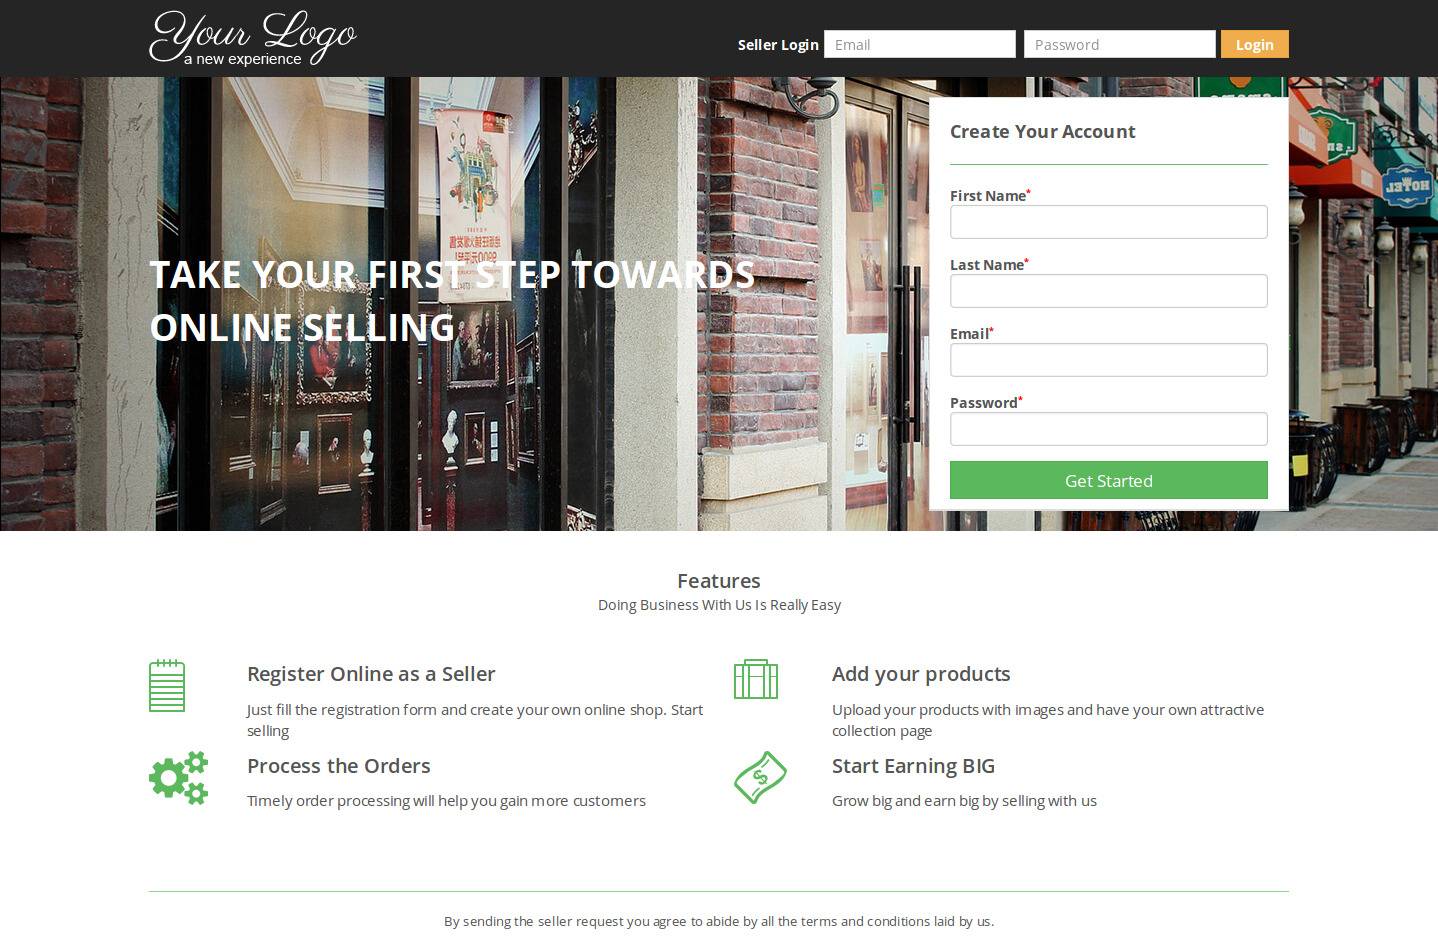 Your Logo
a new experience
Seller Login
Email
Password
Login
TAKE YOUR FIRST STEP TOWARDS
ONLINE SELLING
HOTEL
Create Your Account
First Name*
Last Name*
Email*
Password*
Get Started
Features
Doing Business With Us Is Really Easy
Register Online as a Seller
Just fill the registration form and create your own online shop. Start
selling
Add your products
Upload your products with images and have your own attractive
collection page
Process the Orders
Timely order processing will help you gain more customers
$
Start Earning BIG
Grow big and earn big by selling with us
By sending the seller request you agree to abide by all the terms and conditions laid by us.